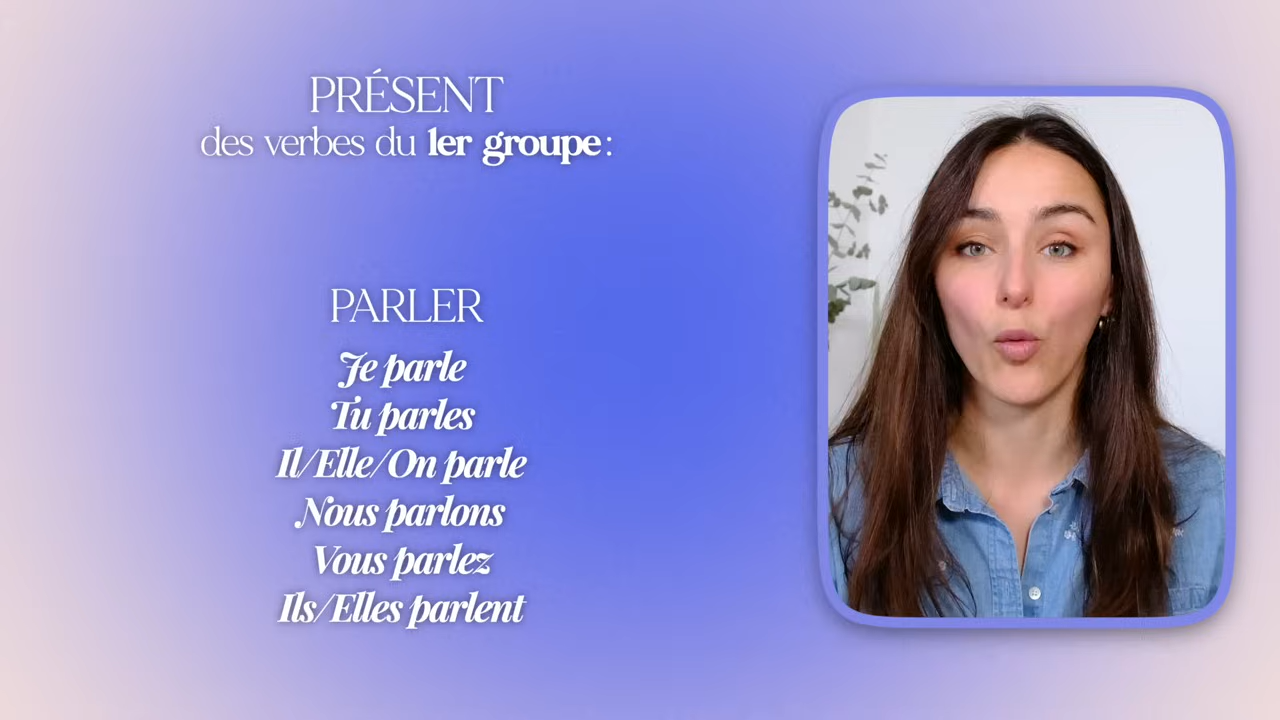 PRÉSENT
des verbes du 1er groupe :
PARLER
Je parle
Tu parles
Il/Elle/On parle
Nous parlons
Vous parlez
Ils/Elles parlent